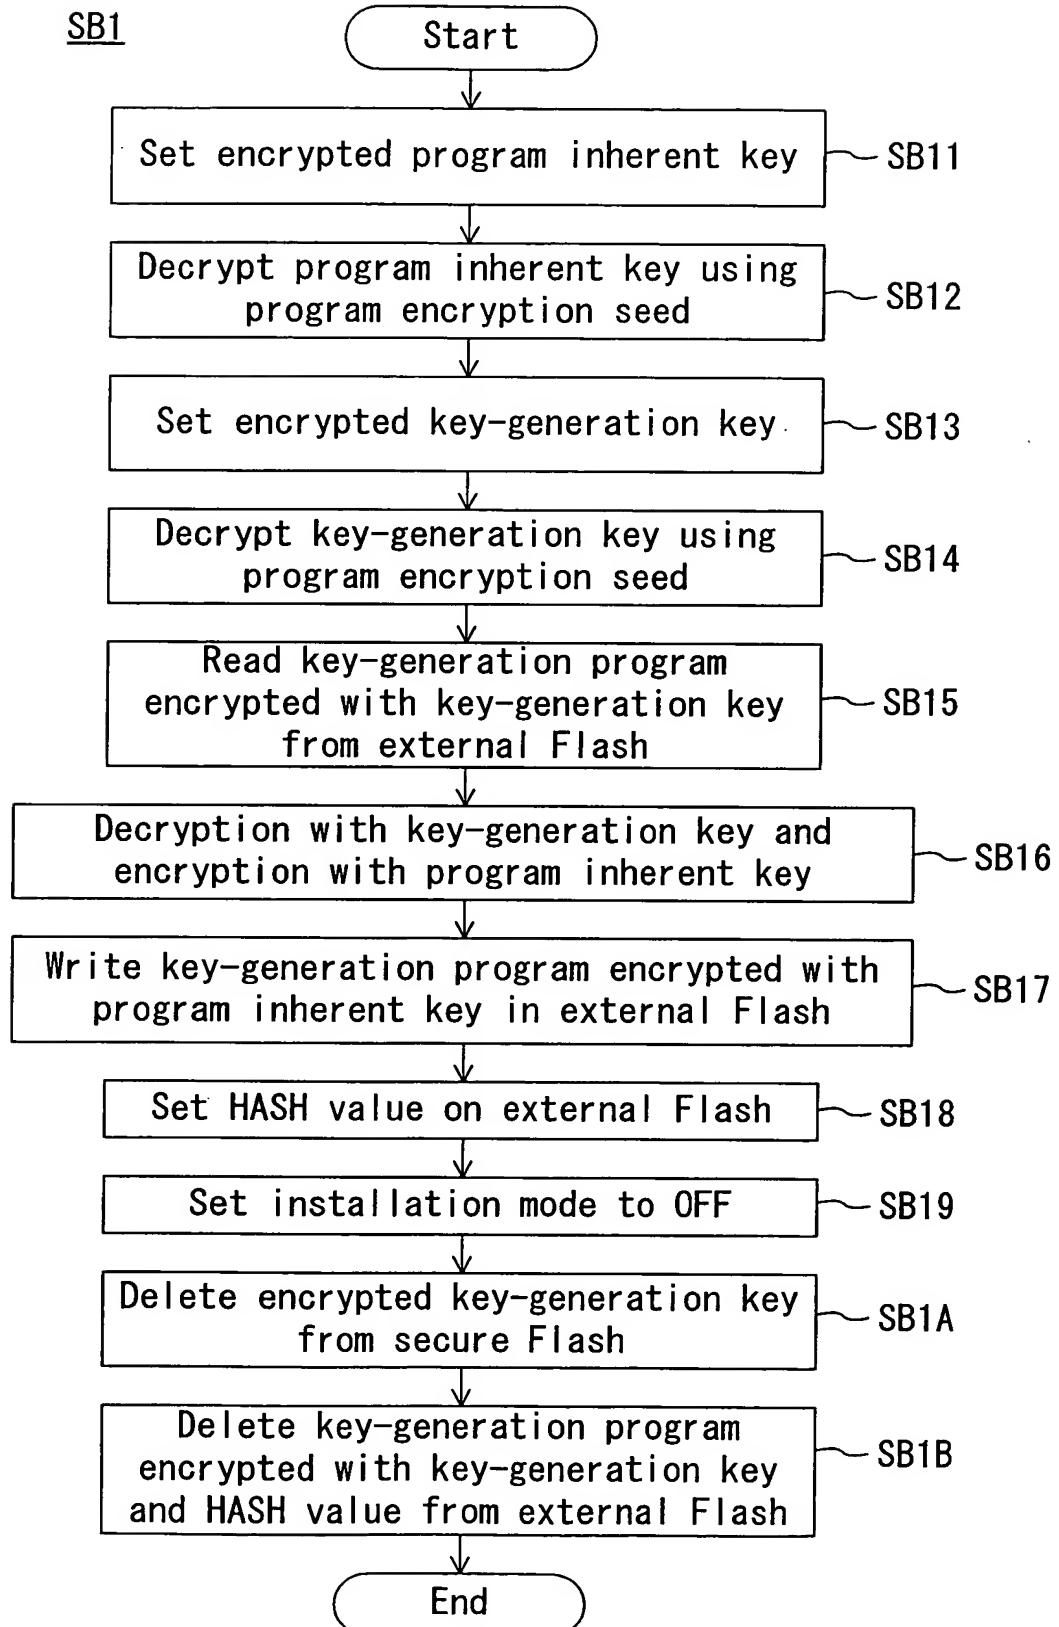 SB1
Start
Set encrypted program inherent key
SB11
Decrypt program inherent key using
program encryption seed
SB12
Set encrypted key-generation key
SB13
Decrypt key-generation key using
program encryption seed
SB14
Read key-generation program
encrypted with key-generation key
from external Flash
SB15
Decryption with key-generation key and
encryption with program inherent key
SB16
Write key-generation program encrypted with
program inherent key in external Flash
SB17
Set HASH value on external Flash
SB18
Set installation mode to OFF
SB19
Delete encrypted key-generation key
from secure Flash
SB1A
Delete key-generation program
encrypted with key-generation key
and HASH value from external Flash
SB1B
End